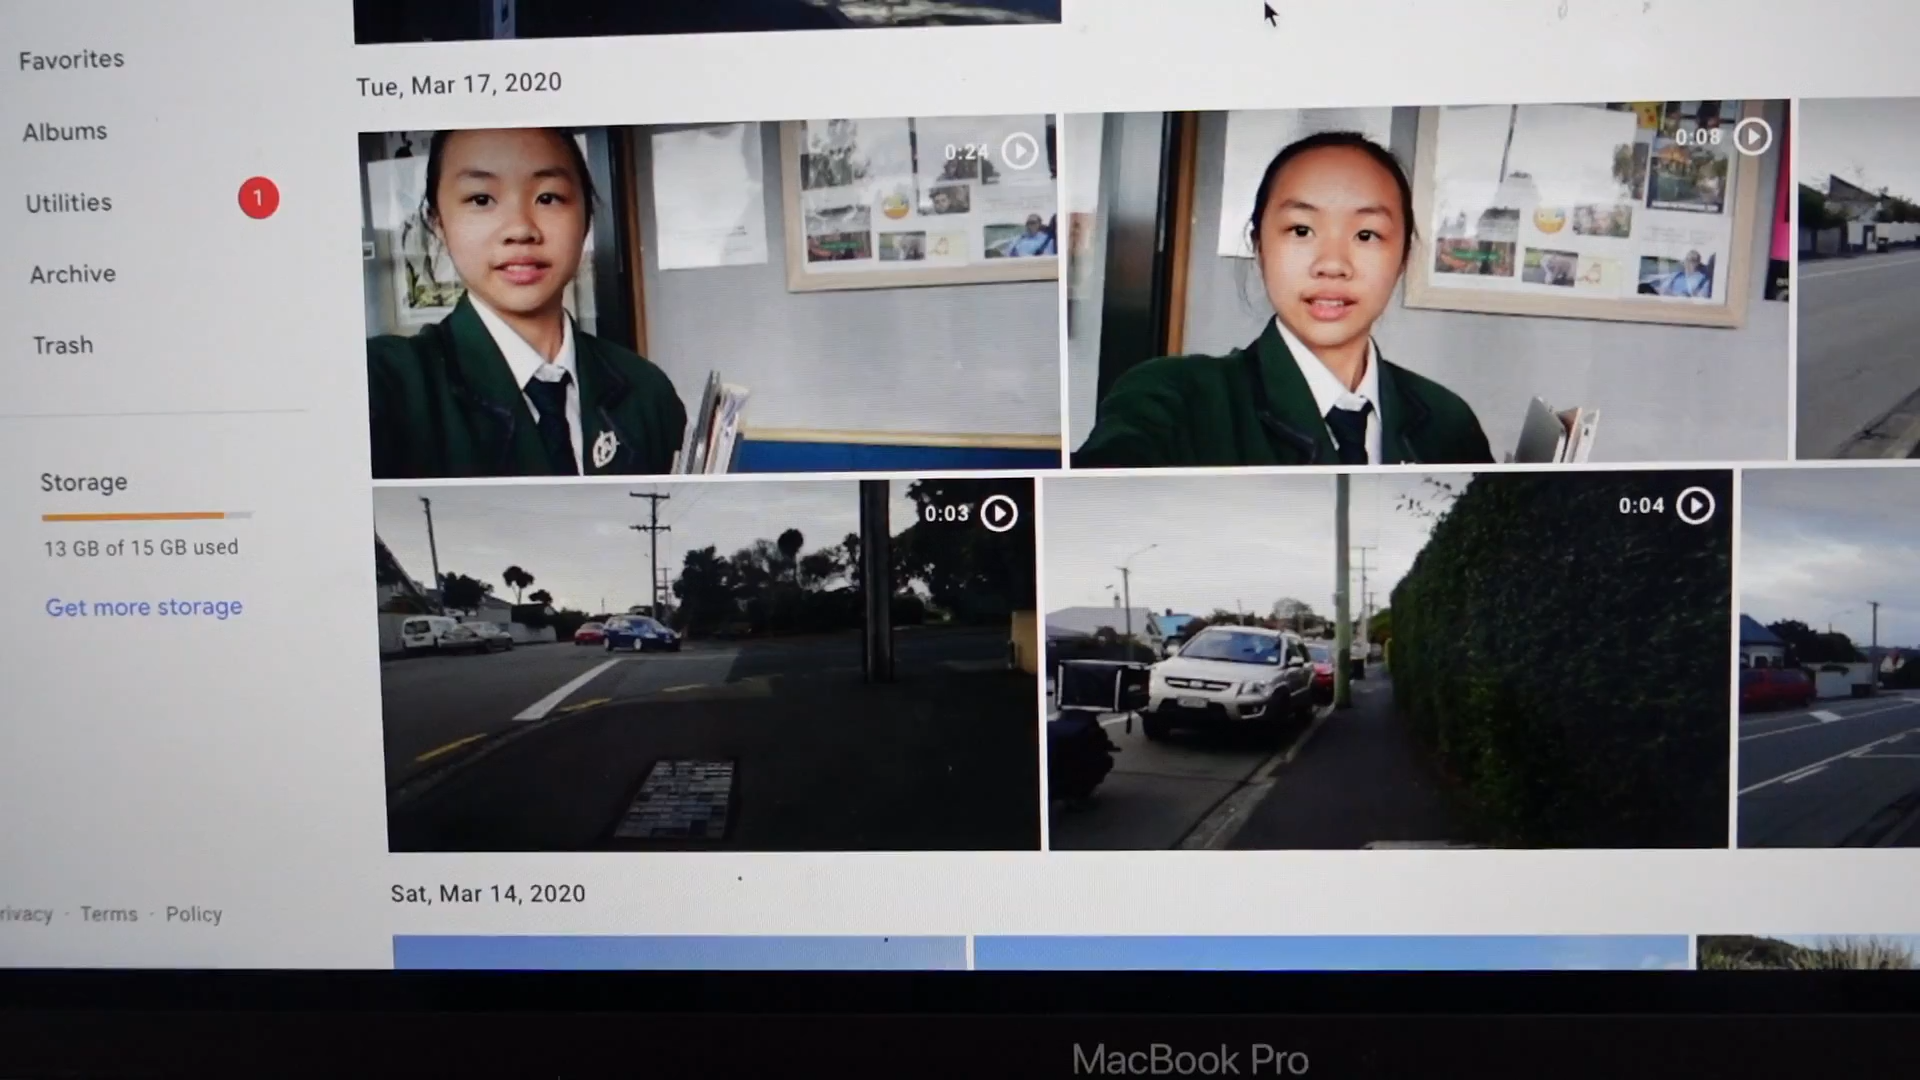 Favorites
Albums
Utilities 1
Archive
Trash
Storage
13 GB of 15 GB used
Get more storage
rivacy · Terms · Policy
Tue, Mar 17, 2020
0:24
0:08
0:03
0:04
Sat, Mar 14, 2020
MacBook Pro